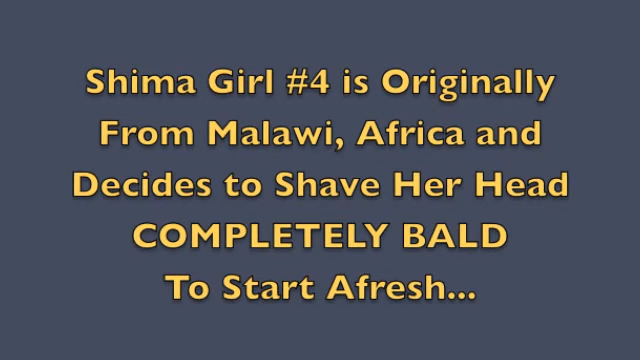 Shima Girl #4 is Originally
From Malawi, Africa and
Decides to Shave Her Head
COMPLETELY BALD
To Start Afresh...